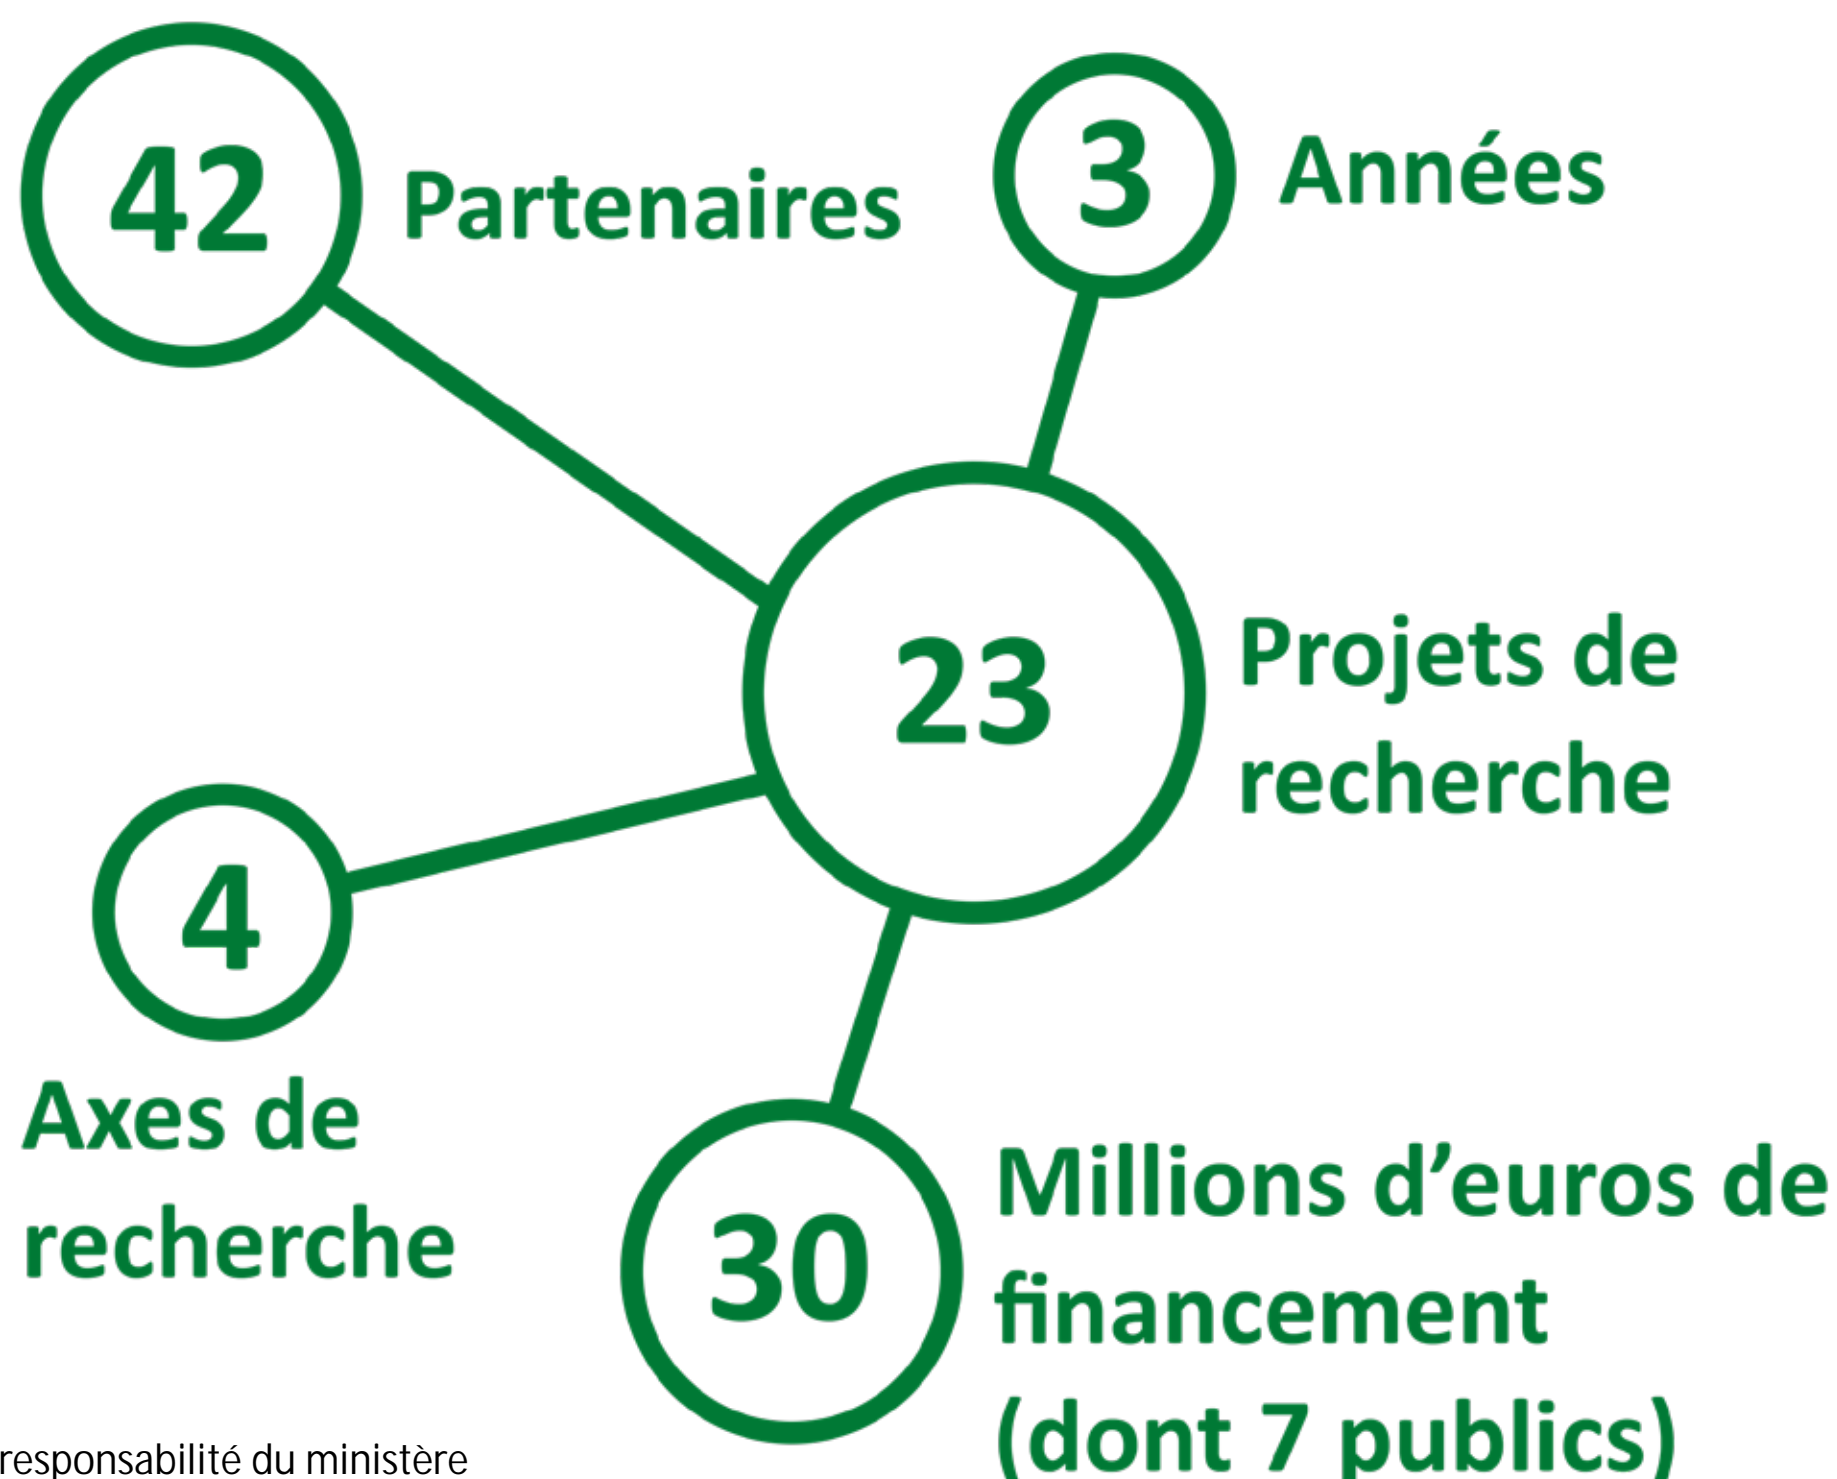 42
Partenaires
3
Années
23
Projets de
recherche
4
Axes de
recherche
30
Millions d’euros de
financement
(dont 7 publics)
responsabilité du ministère